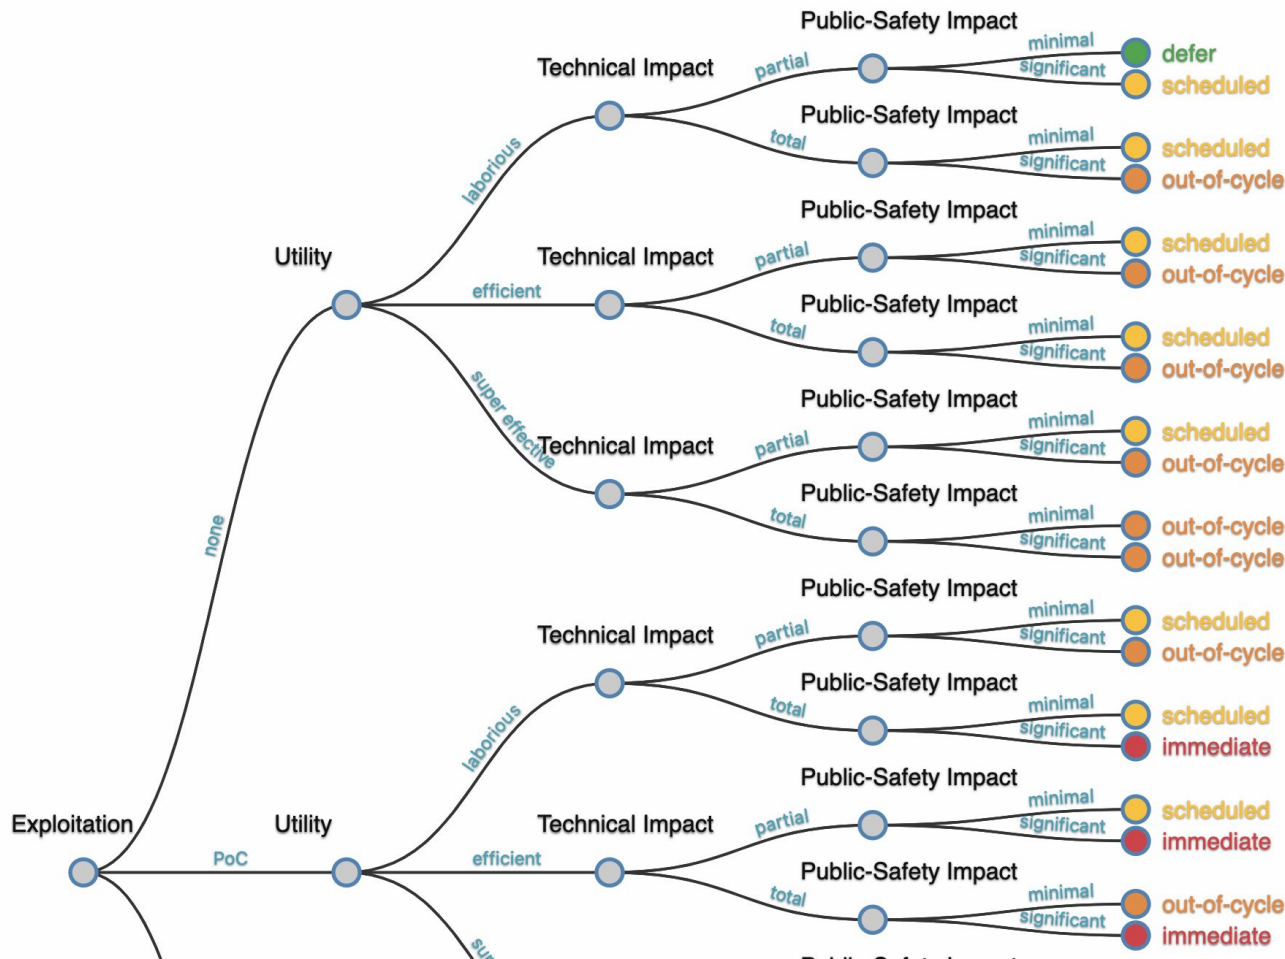 Public-Safety Impact
minimal
defer
Technical Impact
partial
significant
scheduled
Public-Safety Impact
laborious
total
minimal
scheduled
significant
out-of-cycle
Public-Safety Impact
Utility
Technical Impact
partial
minimal
scheduled
significant
out-of-cycle
efficient
Public-Safety Impact
total
minimal
scheduled
significant
out-of-cycle
super effective
Public-Safety Impact
Technical Impact
partial
minimal
scheduled
significant
out-of-cycle
Public-Safety Impact
none
total
minimal
out-of-cycle
significant
out-of-cycle
Public-Safety Impact
Technical Impact
partial
minimal
scheduled
significant
out-of-cycle
Public-Safety Impact
laborious
total
minimal
scheduled
significant
immediate
Public-Safety Impact
Exploitation
Utility
Technical Impact
partial
minimal
scheduled
significant
immediate
PoC
efficient
Public-Safety Impact
total
minimal
out-of-cycle
significant
immediate